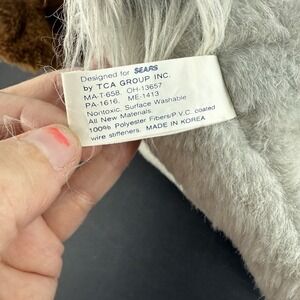 Designed for SEARS
by TCA GROUP INC.
MA-T-658. OH-13657
PA-1616. ME-1413
Nontoxic. Surface Washable
All New Materials.
100% Polyester Fibers/P.V.C. coated
wire stiffeners. MADE IN KOREA